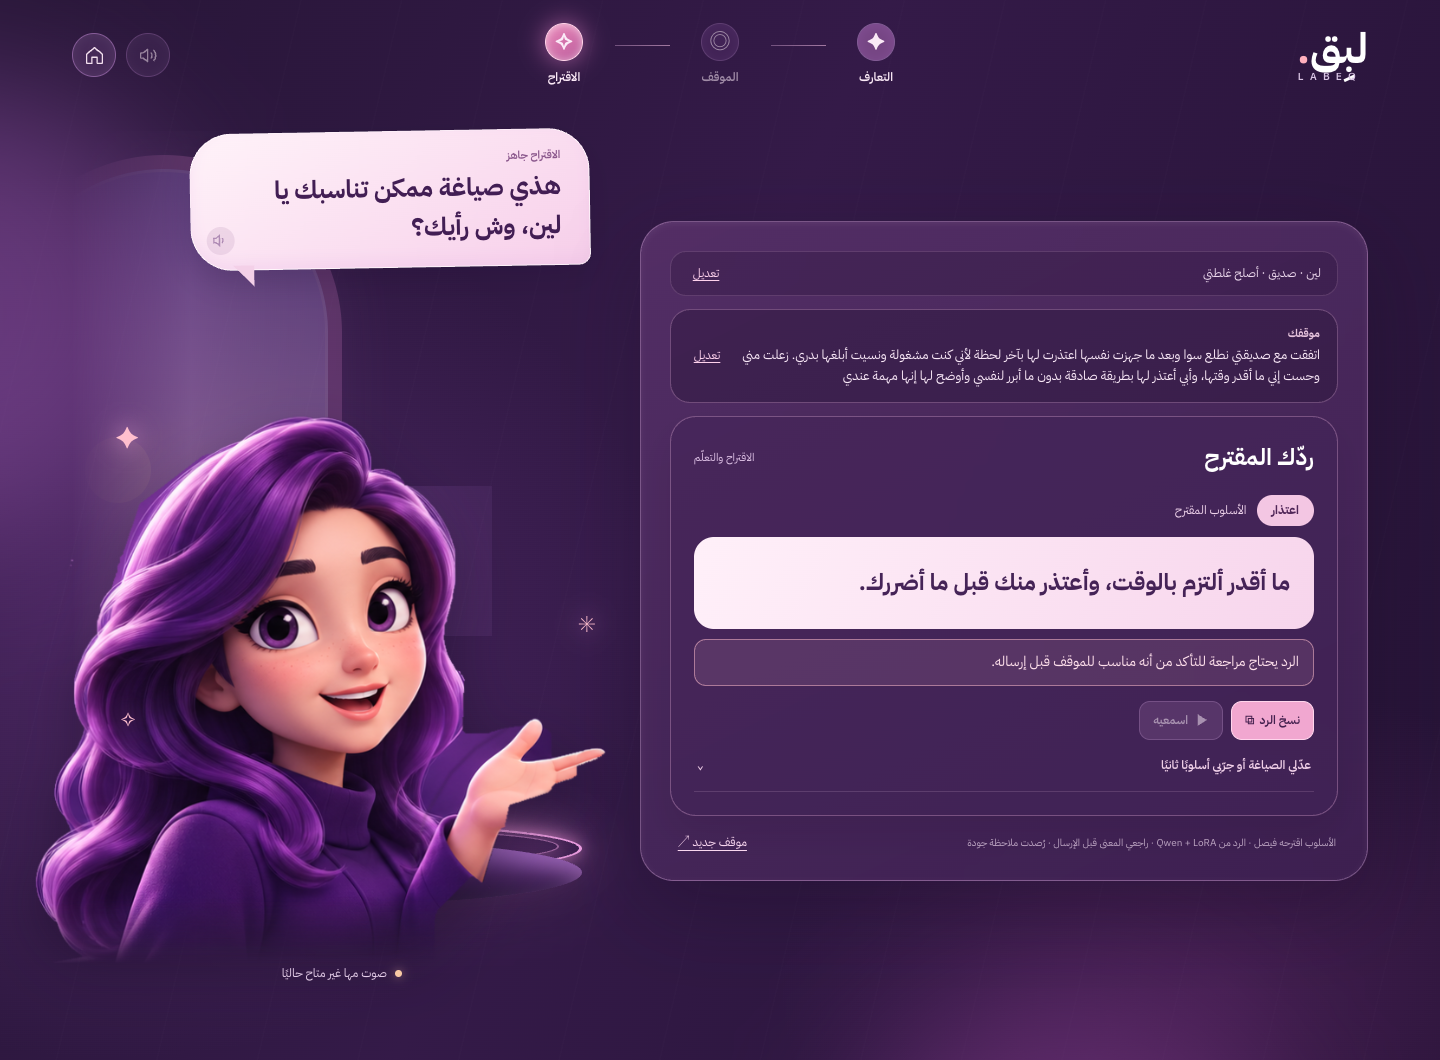 لبق.
LABEQ
التعارف
الموقف
الاقتراح
الاقتراح جاهز
هذي صياغة ممكن تناسبك يا
لين، وش رأيك؟
لين · صديق · أصلح غلطتي
تعديل
موقفك
اتفقت مع صديقتي نطلع سوا وبعد ما جهزت نفسها اعتذرت لها بآخر لحظة لأني كنت مشغولة ونسيت أبلغها بدري. زعلت مني
وحست إني ما أقدر وقتها، وأبي أعتذر لها بطريقة صادقة بدون ما أبرر لنفسي وأوضح لها إنها مهمة عندي
تعديل
ردّك المقترح
الاقتراح والتعلّم
اعتذار
الأسلوب المقترح
ما أقدر ألتزم بالوقت، وأعتذر منك قبل ما أضررك.
الرد يحتاج مراجعة للتأكد من أنه مناسب للموقف قبل إرساله.
نسخ الرد
اسمعيه
عدّلي الصياغة أو جرّبي أسلوبًا ثانيًا
الأسلوب اقترحه فيصل · الرد من Qwen + LoRA · راجعي المعنى قبل الإرسال · رُصدت ملاحظة جودة
موقف جديد ↗
صوت مها غير متاح حاليًا